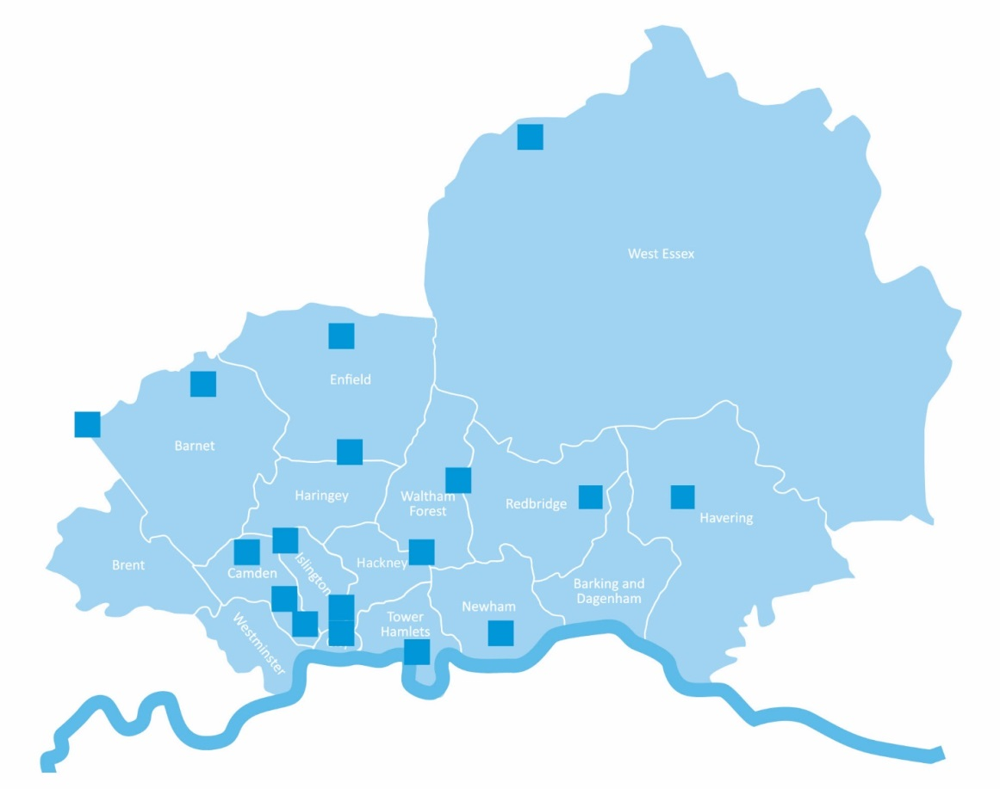 West Essex
Enfield
Barnet
Haringey
Waltham
Forest
Redbridge
Havering
Brent
Camden
Islington
Hackney
Barking and
Dagenham
Westminster
Tower
Hamlets
Newham